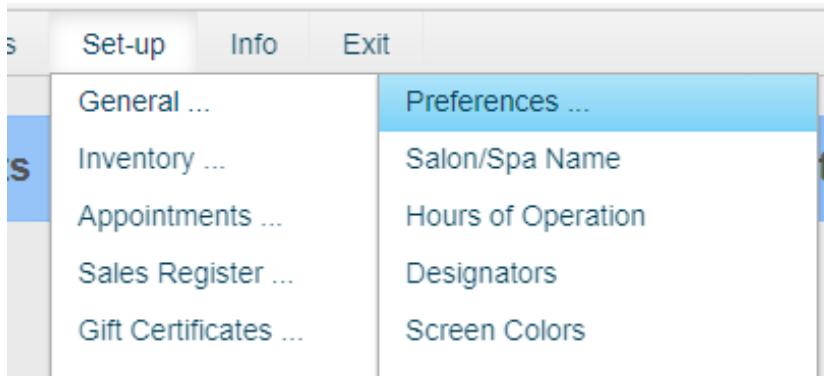 Set-up Info Exit
General ...
Inventory ...
Appointments ...
Sales Register ...
Gift Certificates ...
Preferences ...
Salon/Spa Name
Hours of Operation
Designators
Screen Colors